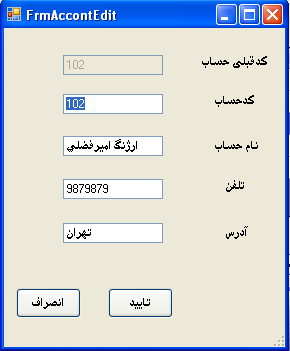 FrmAccontEdit
کدقبلی حساب 102
کدحساب 102
نام حساب ارژنگ امیرفضلی
تلفن 9879879
آدرس تهران
تایید انصراف